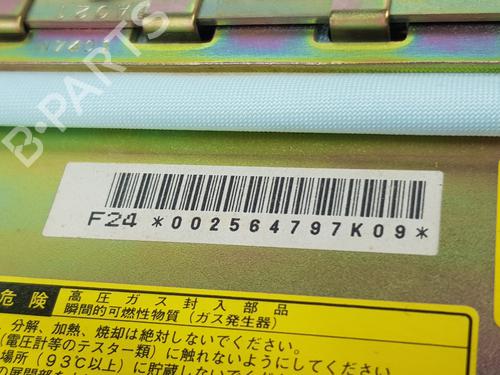 B-PARTS
F24 *002564797K09*
危険
高圧ガス封入部品
瞬間的可燃性物質（ガス発生器）
、分解、加熱、焼却は絶対しないでください。
(電圧計等のテスター類）に触れないようにしてください。
場所（93℃以上）に貯蔵しないでください。